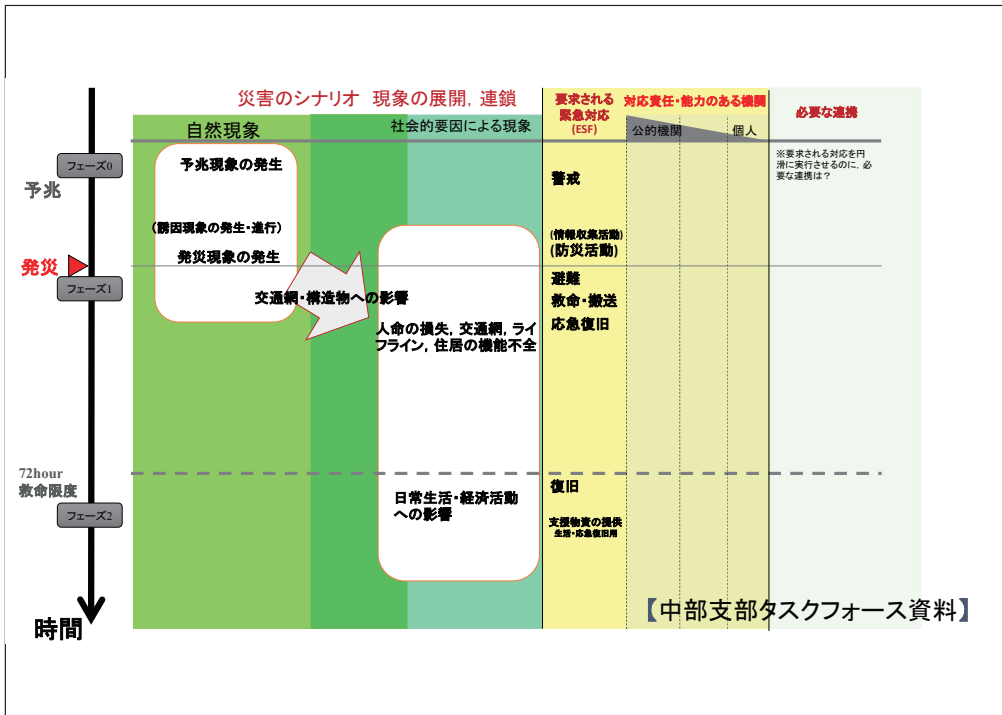 災害のシナリオ 現象の展開, 連鎖
要求される
緊急対応
(ESF)
対応責任・能力のある機関
必要な連携
自然現象
社会的要因による現象
公的機関
個人
フェーズ0
予兆
予兆現象の発生
警戒
※要求される対応を円
滑に実行させるのに, 必
要な連携は?
(誘因現象の発生・進行)
発災現象の発生
(情報収集活動)
(防災活動)
発災
フェーズ1
交通網・構造物への影響
避難
救命・搬送
応急復旧
人命の損失, 交通網, ライ
フライン, 住居の機能不全
72hour
救命限度
フェーズ2
日常生活・経済活動
への影響
復旧
支援物資の提供
生活・応急復旧用
時間
【中部支部タスクフォース資料】